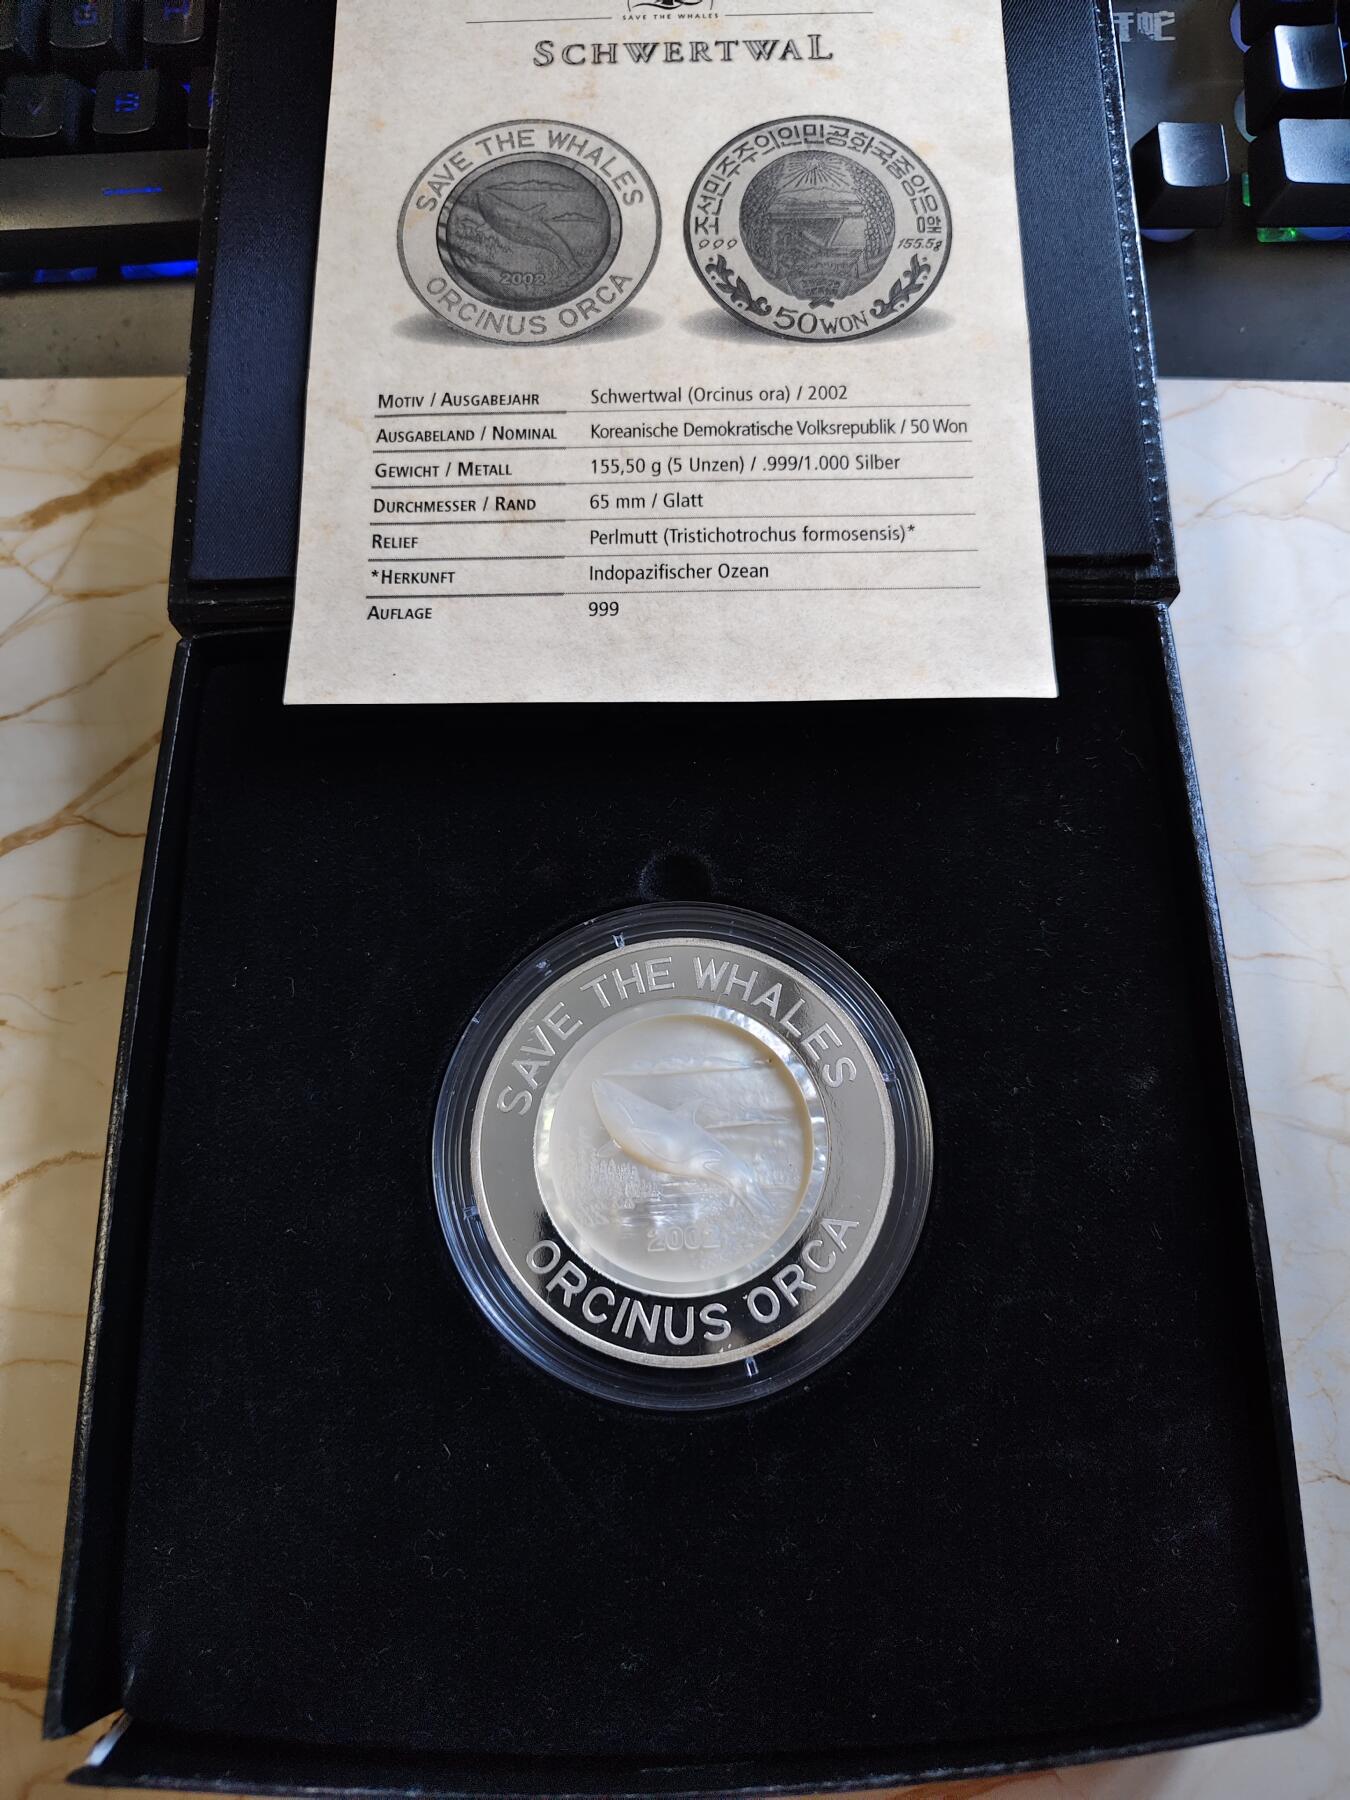 SAVE THE WHALES
SCHWERTWAL
SAVE THE WHALES
2002
ORCINUS ORCA
조선민주주의인민공화국중앙은행
999
155.5g
50 WON
MOTIV / AUSGABEJAHR Schwertwal (Orcinus ora) / 2002
AUSGABELAND / NOMINAL Koreanische Demokratische Volksrepublik / 50 Won
GEWICHT / METALL 155,50 g (5 Unzen) / .999/1.000 Silber
DURCHMESSER / RAND 65 mm / Glatt
RELIEF Perlmutt (Tristichotrochus formosensis)*
*HERKUNFT Indopazifischer Ozean
AUFLAGE 999
SAVE THE WHALES
2002
ORCINUS ORCA